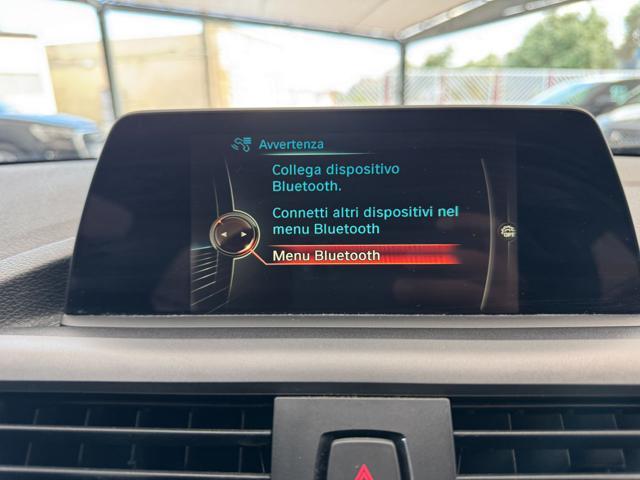 Avvertenza
Collega dispositivo
Bluetooth.
Connetti altri dispositivi nel
menu Bluetooth
Menu Bluetooth